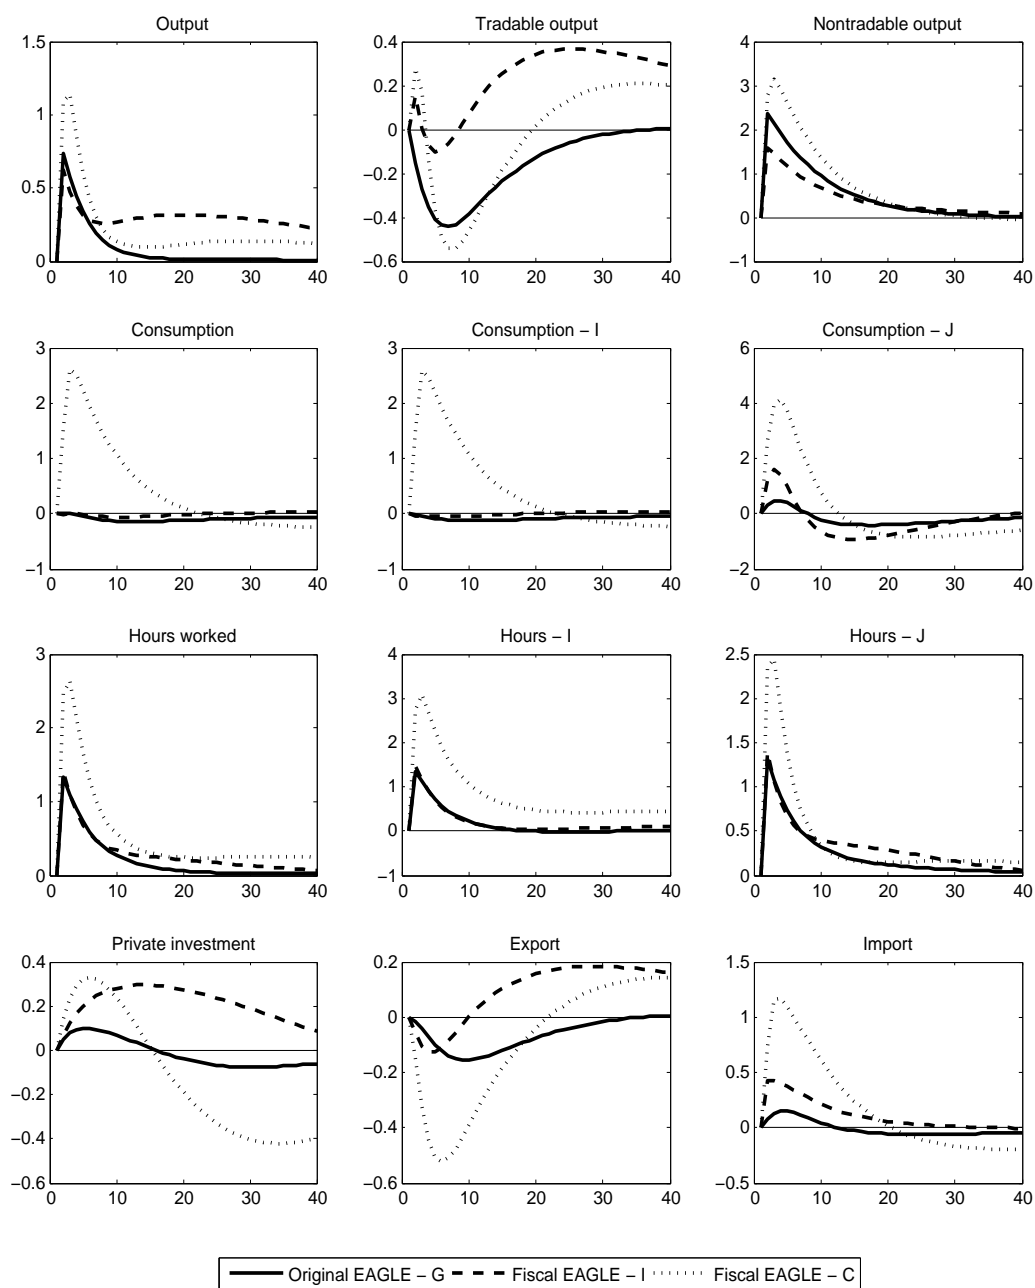 Output
1.5
1
0.5
0
0 10 20 30 40
Tradable output
0.4
0.2
0
−0.2
−0.4
−0.6
0 10 20 30 40
Nontradable output
4
3
2
1
0
−1
0 10 20 30 40
Consumption
3
2
1
0
−1
0 10 20 30 40
Consumption − I
3
2
1
0
−1
0 10 20 30 40
Consumption − J
6
4
2
0
−2
0 10 20 30 40
Hours worked
3
2
1
0
0 10 20 30 40
Hours − I
4
3
2
1
0
−1
0 10 20 30 40
Hours − J
2.5
2
1.5
1
0.5
0
0 10 20 30 40
Private investment
0.4
0.2
0
−0.2
−0.4
−0.6
0 10 20 30 40
Export
0.2
0
−0.2
−0.4
−0.6
0 10 20 30 40
Import
1.5
1
0.5
0
−0.5
0 10 20 30 40
Original EAGLE − G Fiscal EAGLE − I Fiscal EAGLE − C